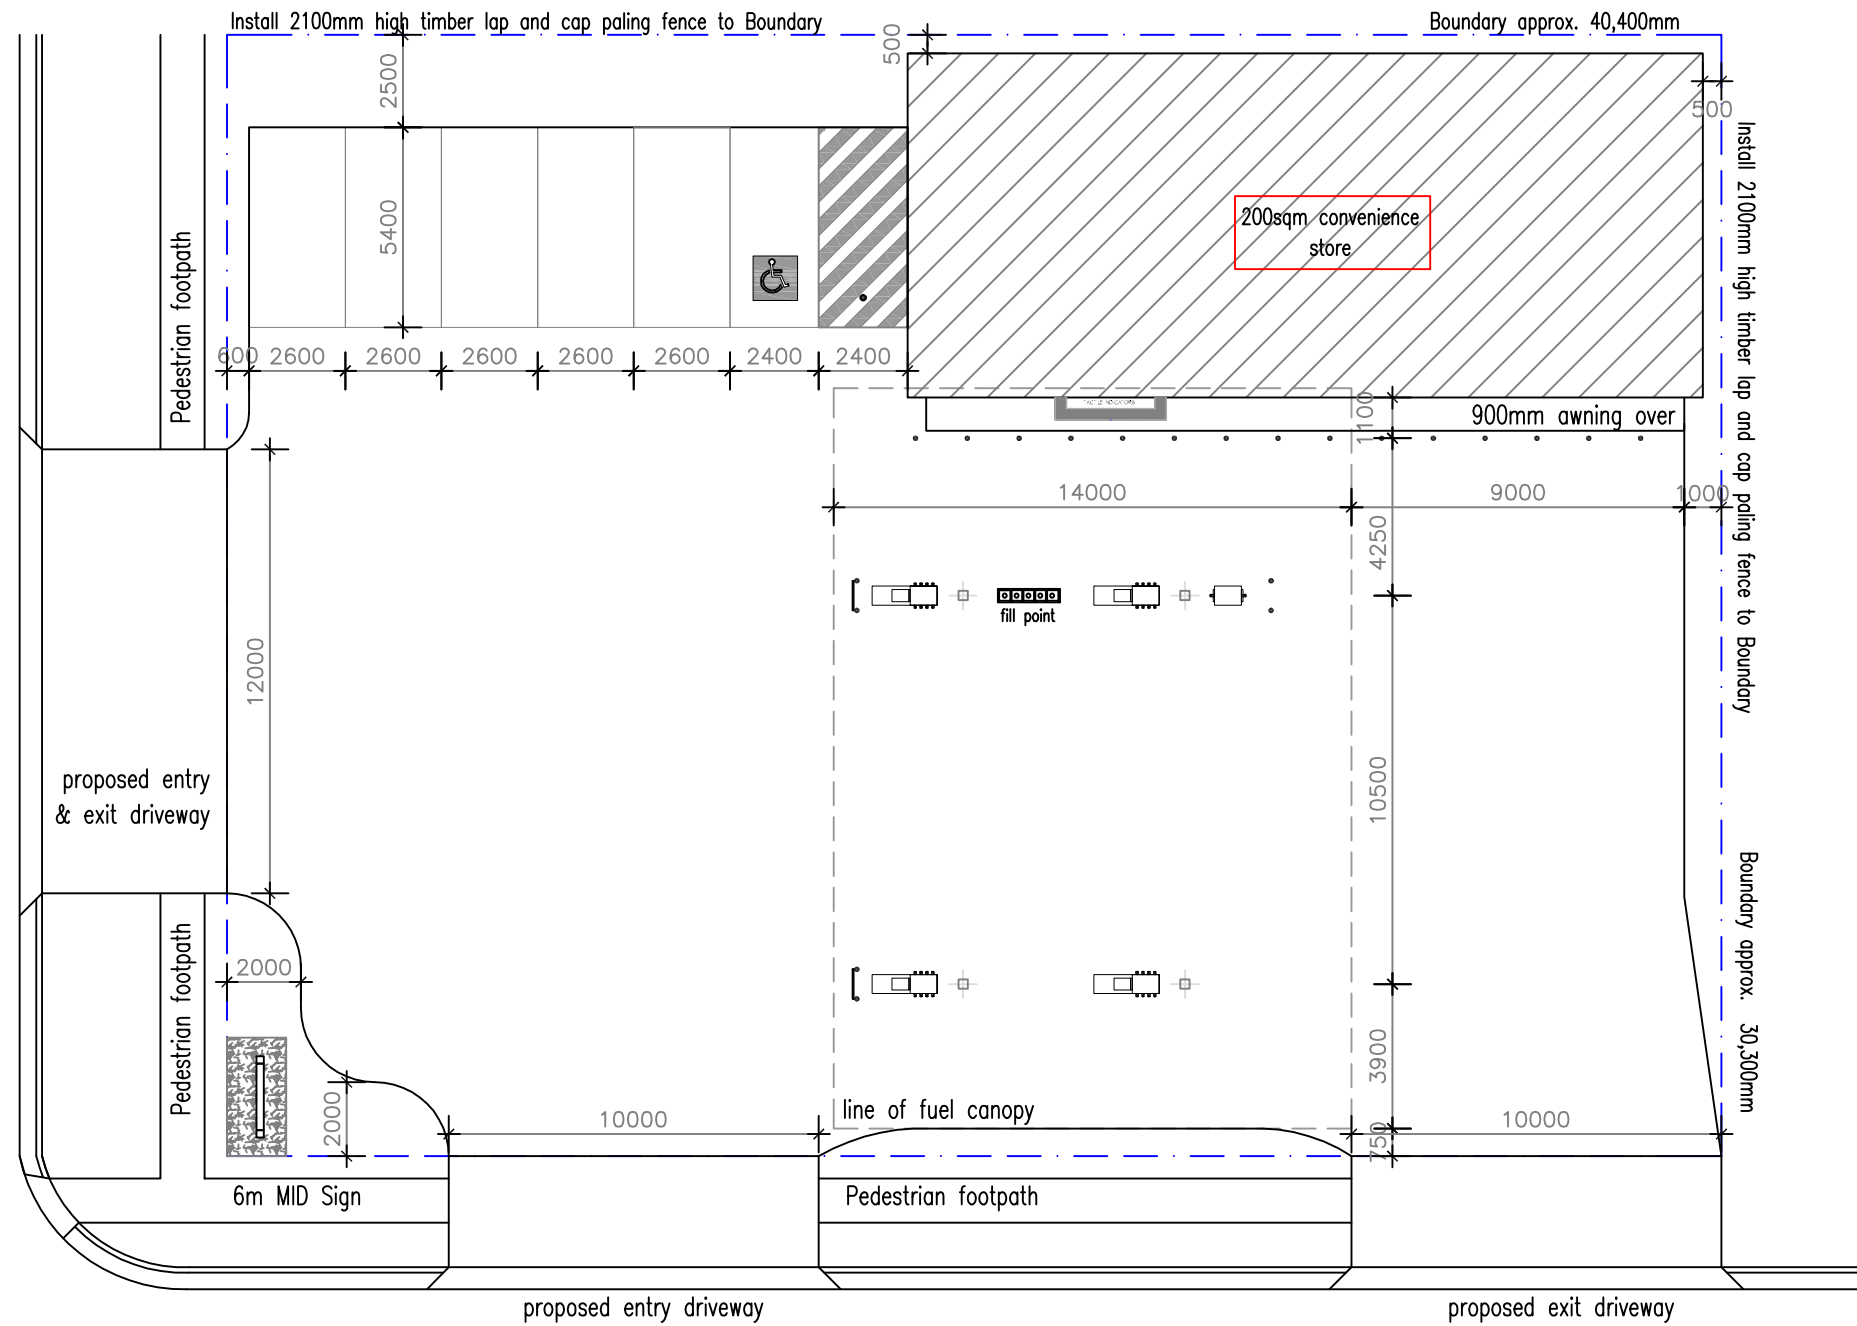 Install 2100mm high timber lap and cap paling fence to Boundary
Boundary approx. 40,400mm
500
2500
500
Install 2100mm high timber lap and cap paling fence to Boundary
5400
200sqm convenience
store
Pedestrian footpath
600
2600
2600
2600
2600
2600
2400
2400
TACTILE INDICATORS
1100
900mm awning over
14000
9000
1000
4250
fill point
12000
proposed entry
& exit driveway
10500
Boundary approx. 30,300mm
Pedestrian footpath
2000
3900
2000
line of fuel canopy
10000
10000
750
6m MID Sign
Pedestrian footpath
proposed entry driveway
proposed exit driveway